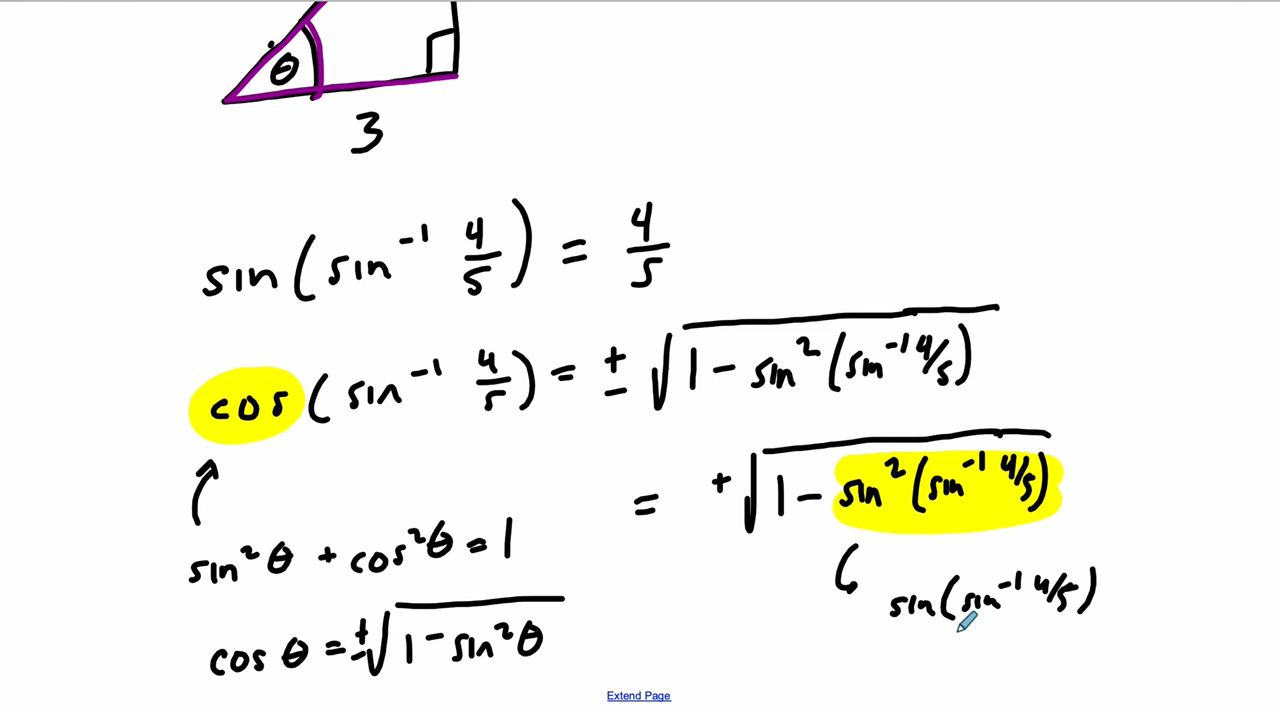 θ
3
sin(sin⁻¹ 4/5) = 4/5
cos(sin⁻¹ 4/5) = ± √(1 − sin²(sin⁻¹ 4/5))
= +√(1 − sin²(sin⁻¹ 4/5))
sin²θ + cos²θ = 1
sin(sin⁻¹ 4/5)
cos θ = ±√(1 − sin²θ)
Extend Page